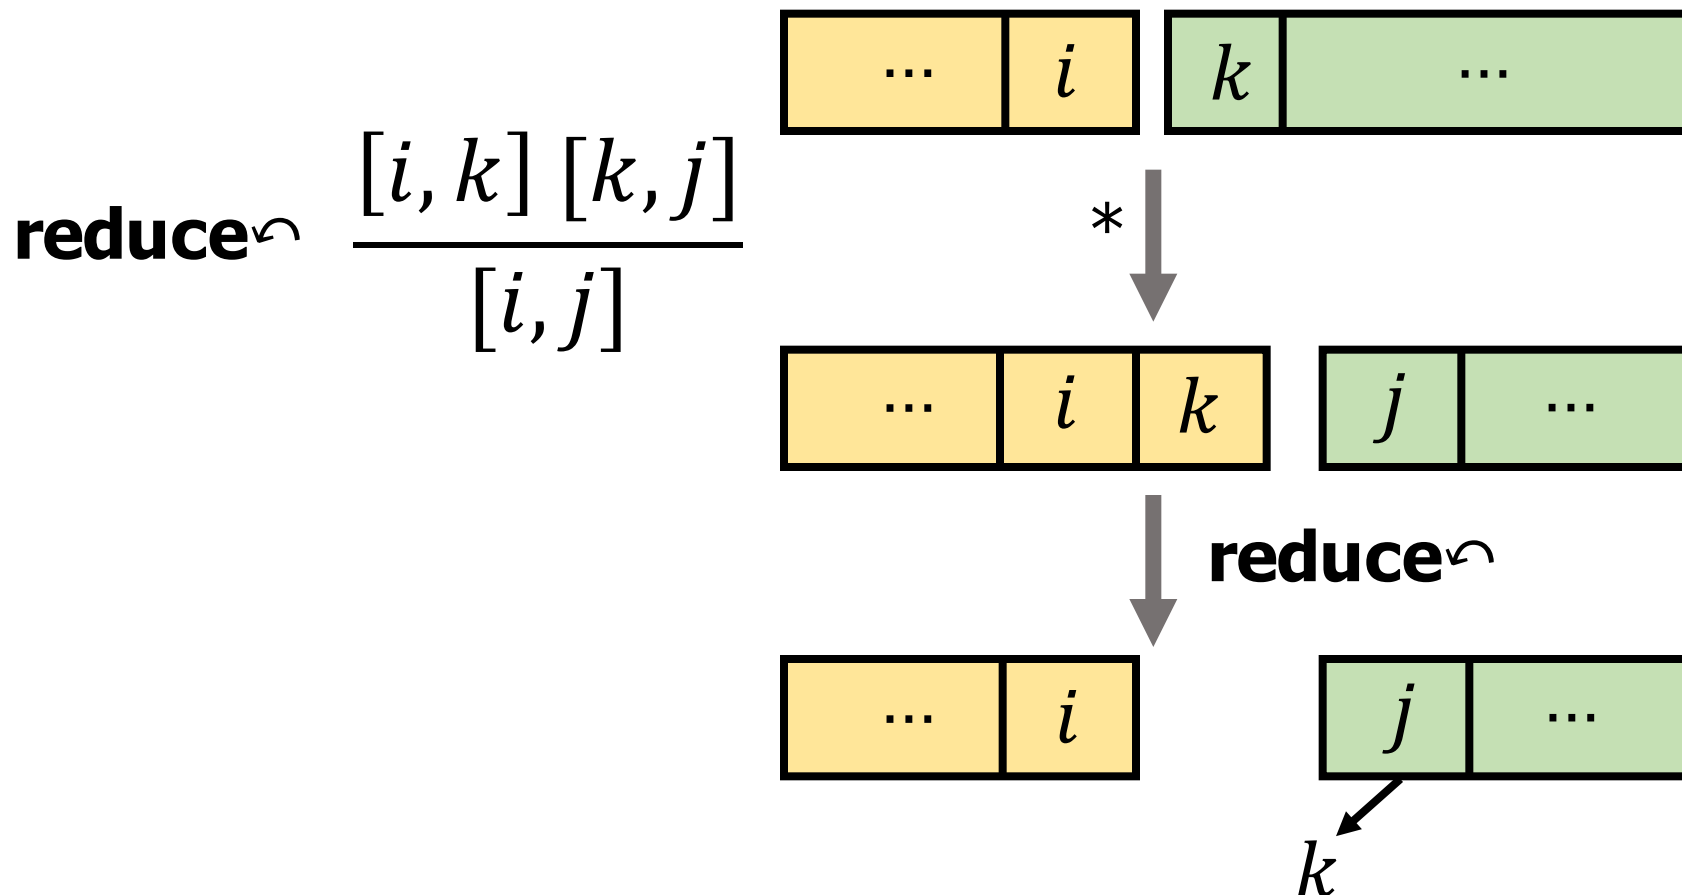 ⋯ i k ⋯
reduce↶ [i, k] [k, j]
[i, j]
*
⋯ i k j ⋯
reduce↶
⋯ i j ⋯
k